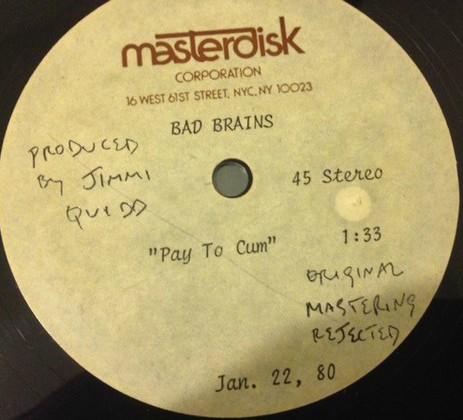 masterdisk
CORPORATION
16 WEST 61ST STREET, NYC, NY 10023
BAD BRAINS
PRODUCED
By JIMMI
QUIDD
45 Stereo
"Pay To Cum"
1:33
ORIGINAL
MASTERING
REJECTED
Jan. 22, 80